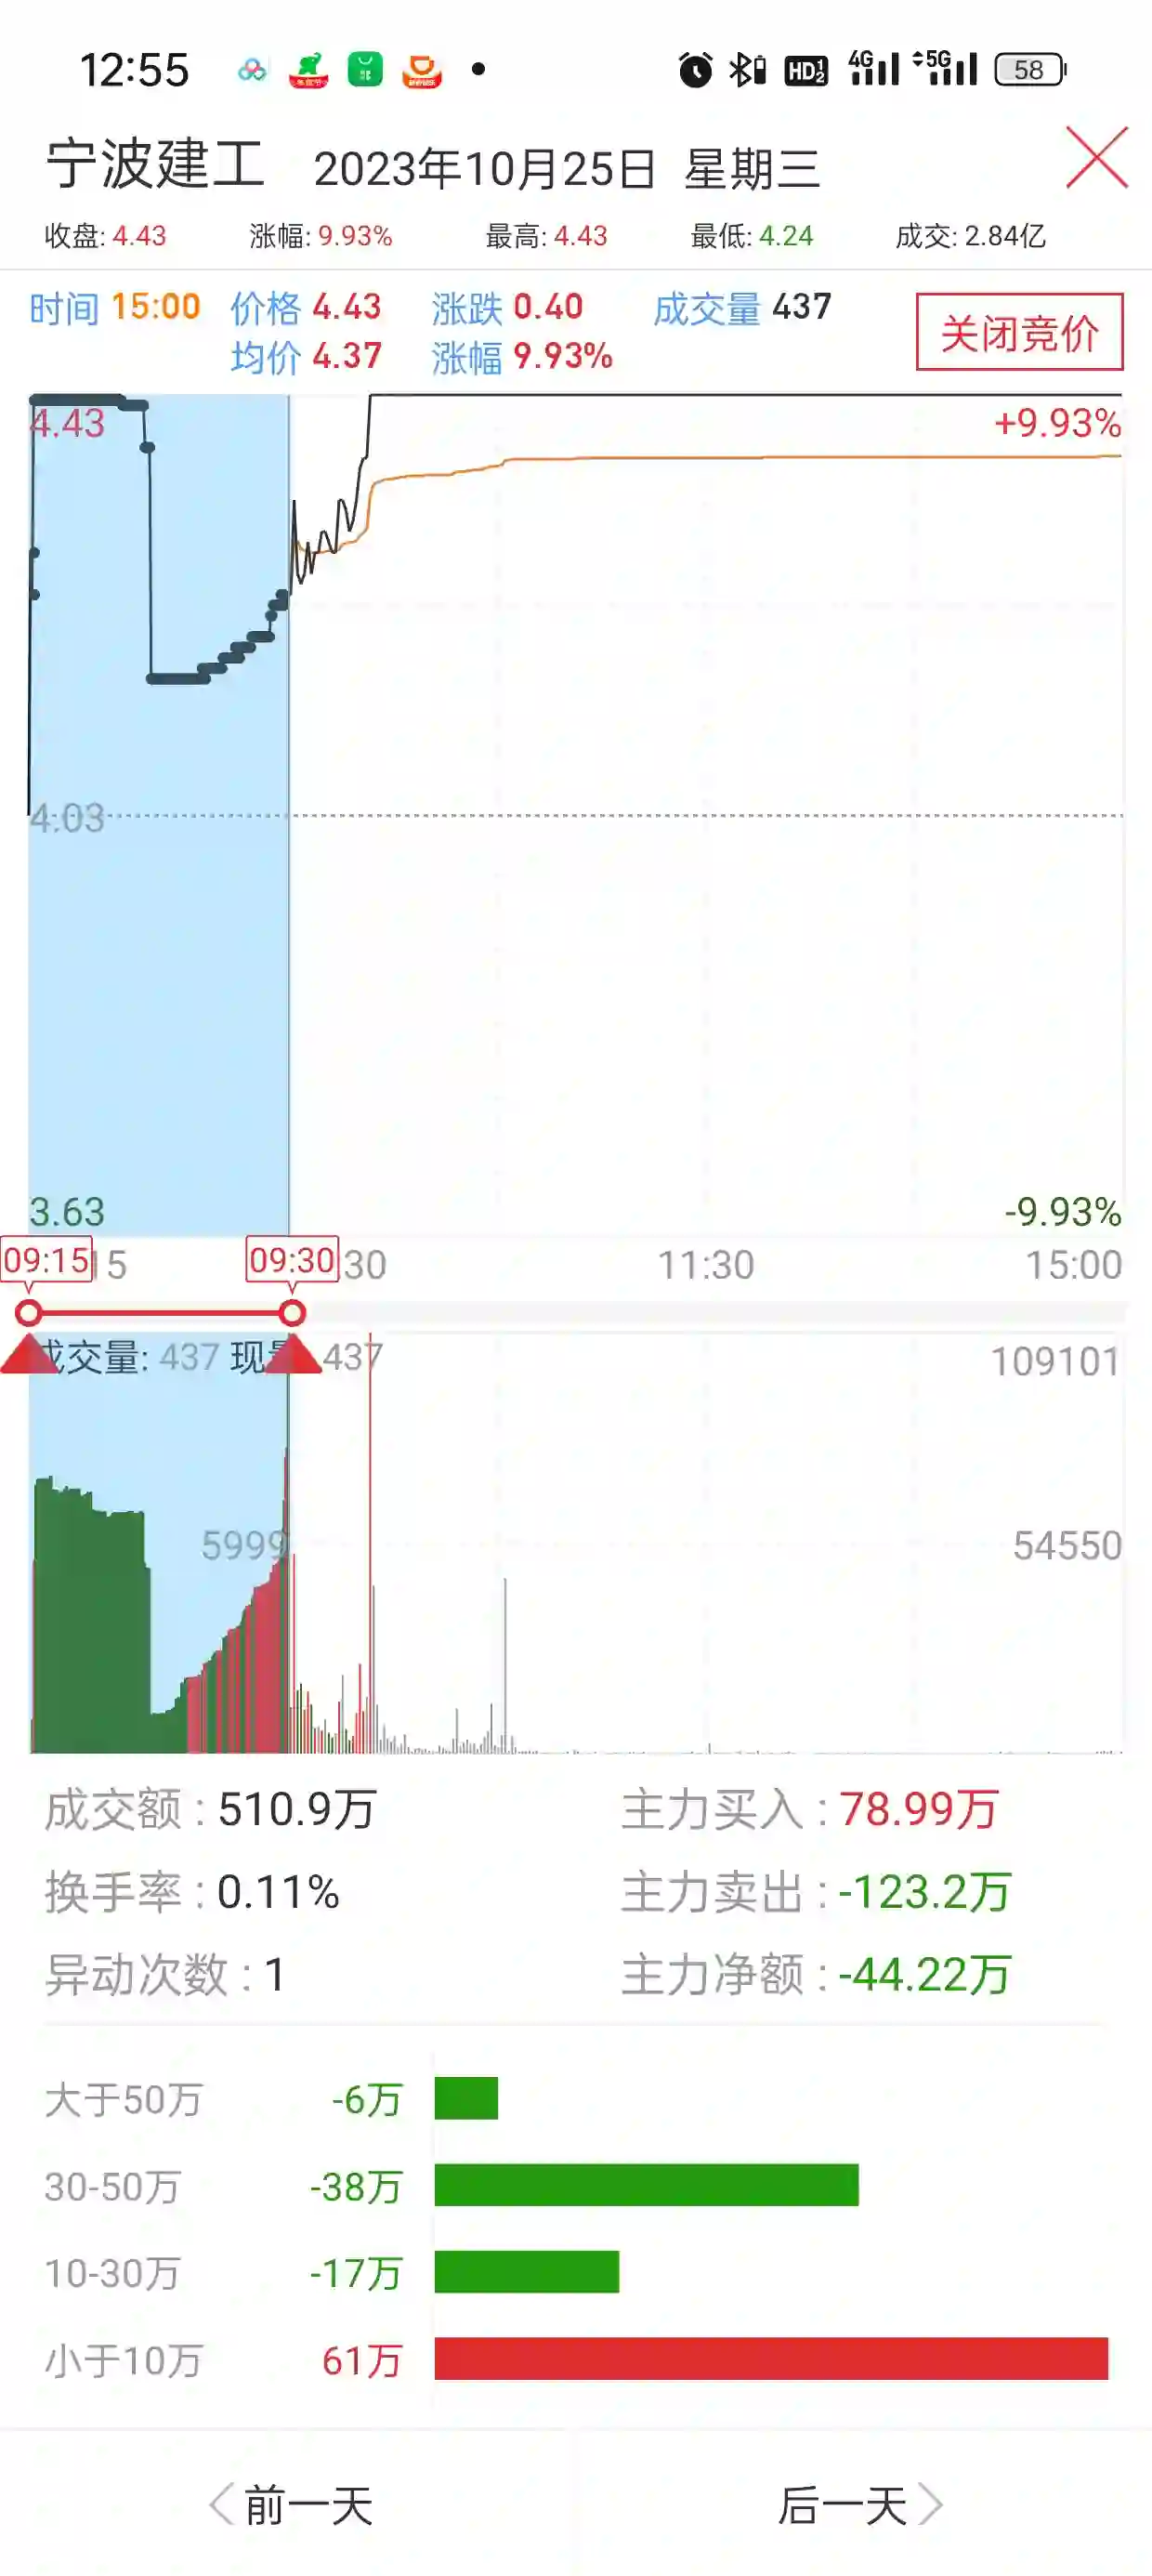 12:55 HD 1 2 4G 5G 58
宁波建工 2023年10月25日 星期三
收盘: 4.43 涨幅: 9.93% 最高: 4.43 最低: 4.24 成交: 2.84亿
时间 15:00 价格 4.43 涨跌 0.40 成交量 437
均价 4.37 涨幅 9.93%
关闭竞价
4.43 +9.93%
4.03
3.63 -9.93%
09:15 5 09:30 30 11:30 15:00
成交量: 437 现量 437 109101
5999 54550
成交额 : 510.9万 主力买入 : 78.99万
换手率 : 0.11% 主力卖出 : -123.2万
异动次数 : 1 主力净额 : -44.22万
大于50万 -6万
30-50万 -38万
10-30万 -17万
小于10万 61万
前一天 后一天